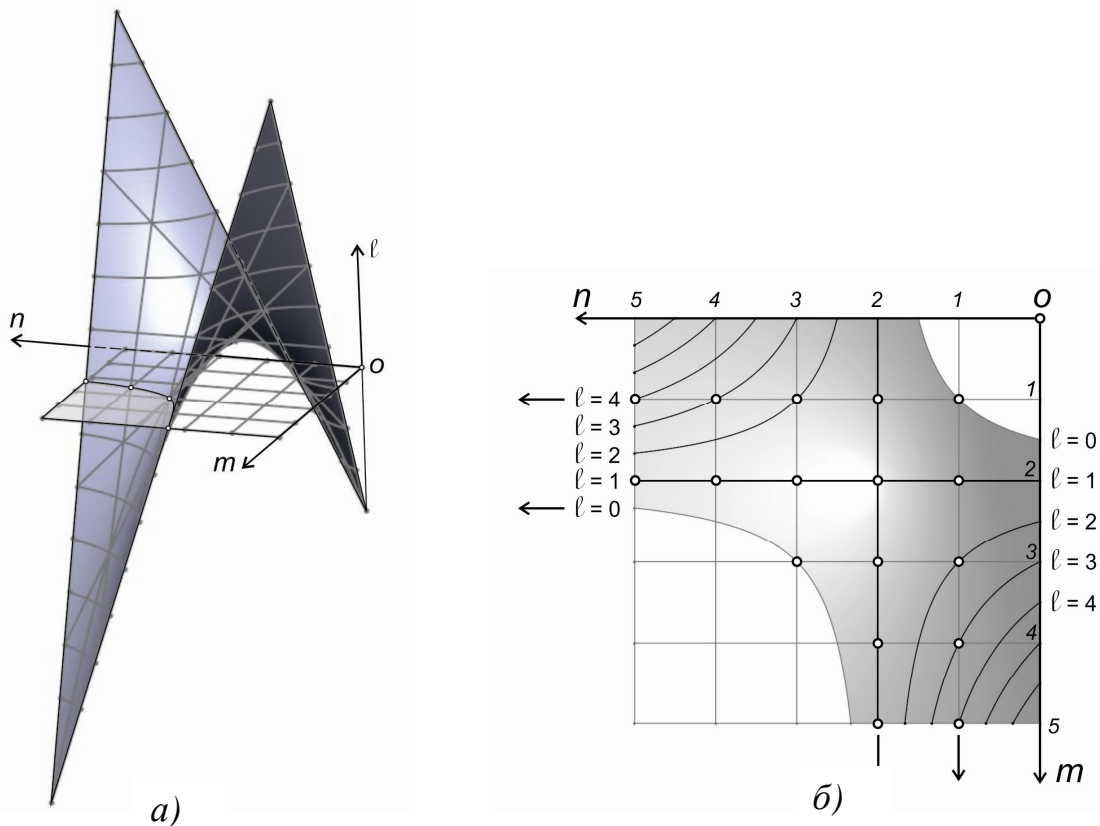 ℓ
n
o
m
а)
n 5 4 3 2 1 o
1
ℓ = 4
ℓ = 3
ℓ = 0
ℓ = 2
ℓ = 1 2 ℓ = 1
ℓ = 0
ℓ = 2
3 ℓ = 3
ℓ = 4
4
5
m
б)